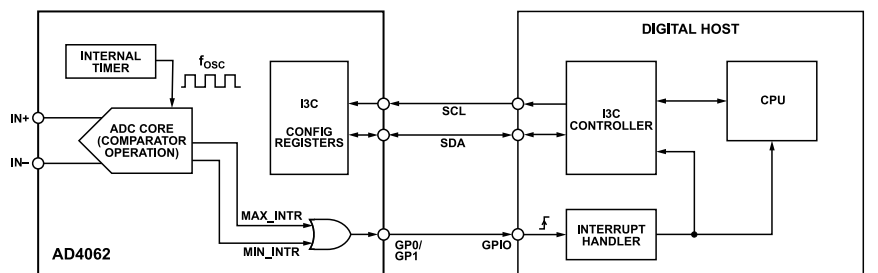 DIGITAL HOST
INTERNAL
TIMER
fOSC
I3C
CONFIG
REGISTERS
SCL
SDA
I3C
CONTROLLER
CPU
IN+
IN–
ADC CORE
(COMPARATOR
OPERATION)
MAX_INTR
MIN_INTR
GP0/
GP1
GPIO
INTERRUPT
HANDLER
AD4062